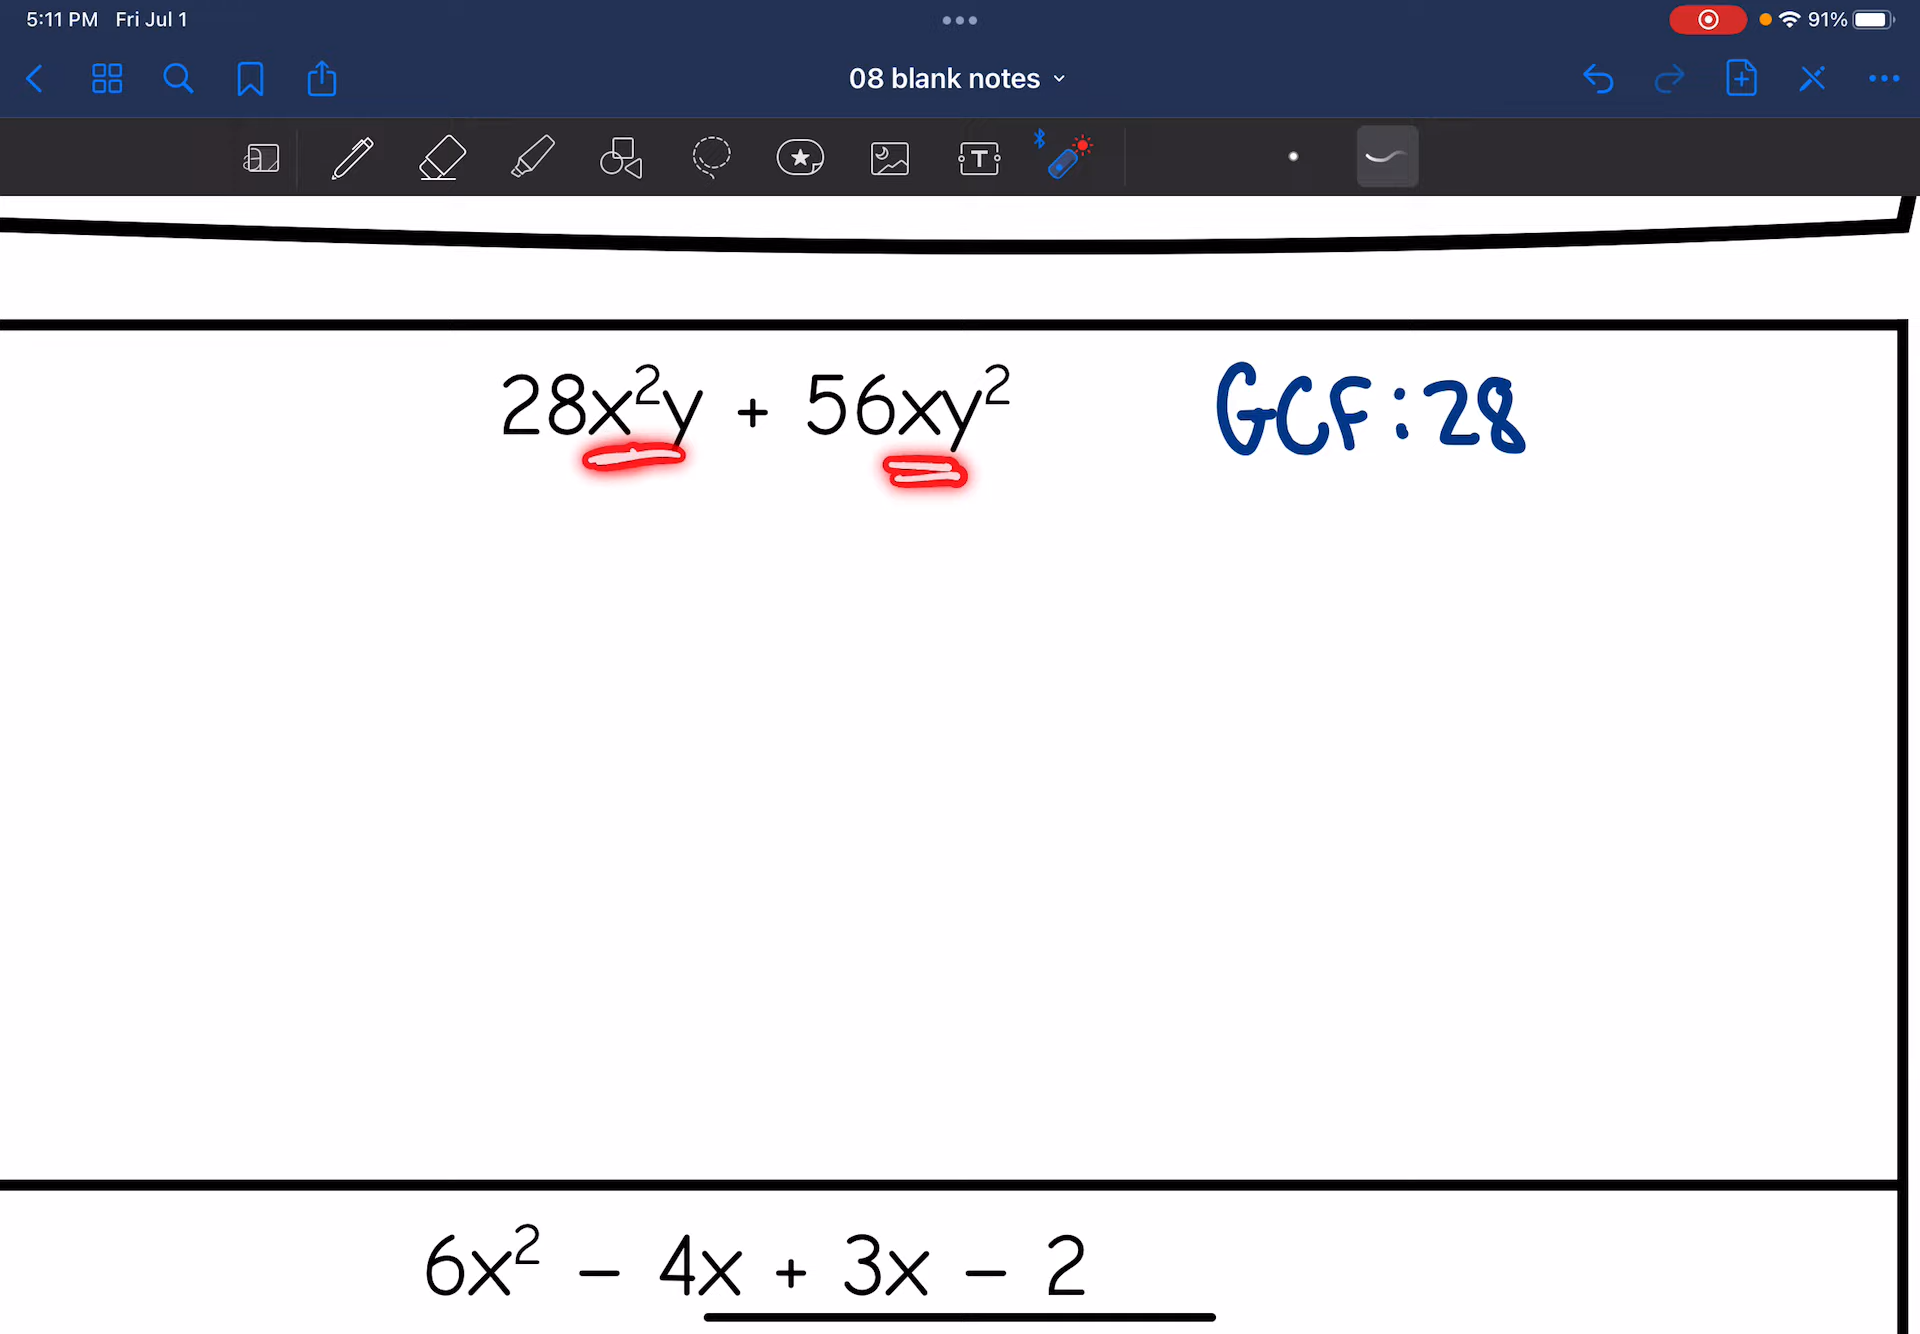 5:11 PM Fri Jul 1
91%
08 blank notes
T
28x²y + 56xy²
GCF: 28
6x² − 4x + 3x − 2